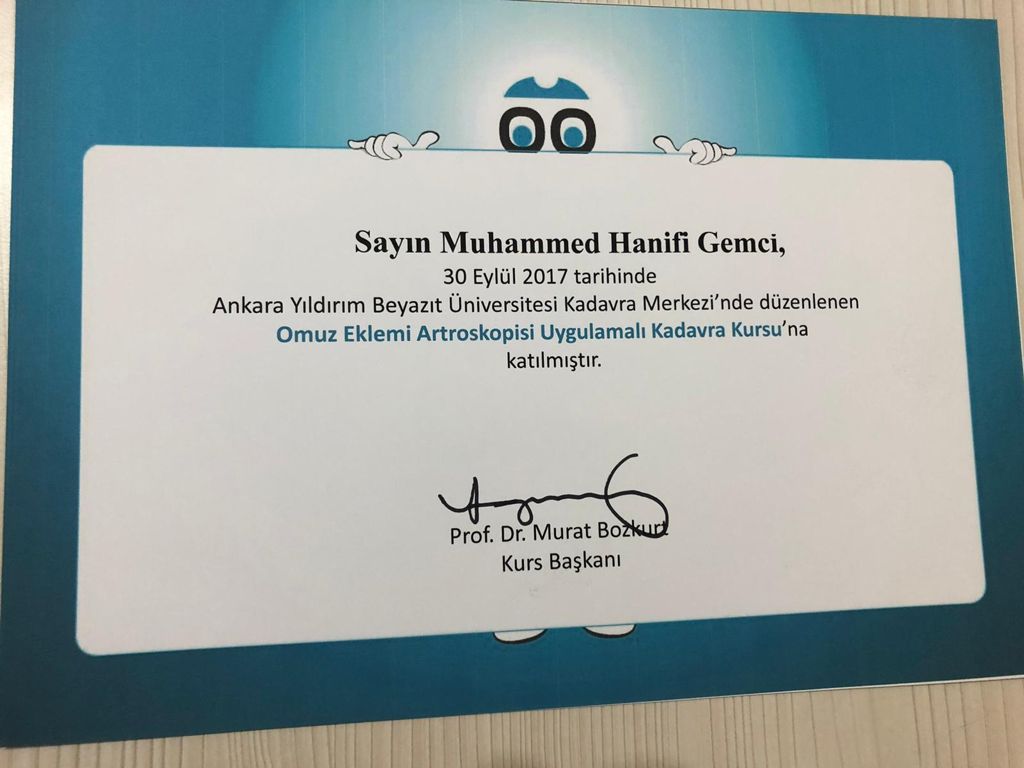 Sayın Muhammed Hanifi Gemci,
30 Eylül 2017 tarihinde
Ankara Yıldırım Beyazıt Üniversitesi Kadavra Merkezi’nde düzenlenen
Omuz Eklemi Artroskopisi Uygulamalı Kadavra Kursu’na
katılmıştır.
Prof. Dr. Murat Bozkurt
Kurs Başkanı